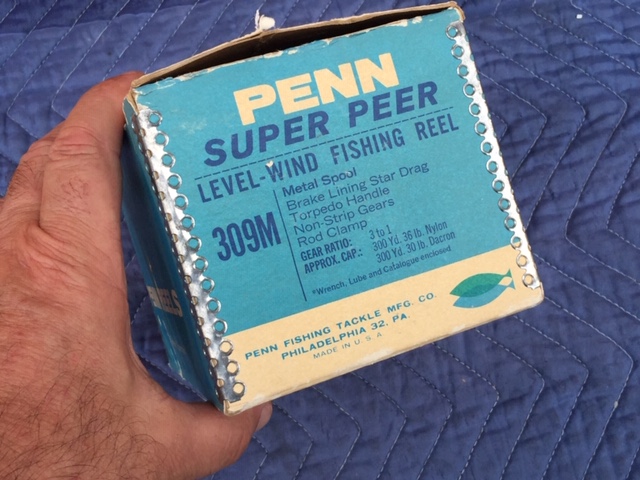 PENN
SUPER PEER
LEVEL-WIND FISHING REEL
309M
Metal Spool
Brake Lining Star Drag
Torpedo Handle
Non-Strip Gears
Rod Clamp
GEAR RATIO: 3 to 1
APPROX. CAP.: 300 Yd. 36 lb. Nylon
300 Yd. 30 lb. Dacron
*Wrench, Lube and Catalogue enclosed
PENN FISHING TACKLE MFG. CO.
PHILADELPHIA 32, PA.
MADE IN U. S. A